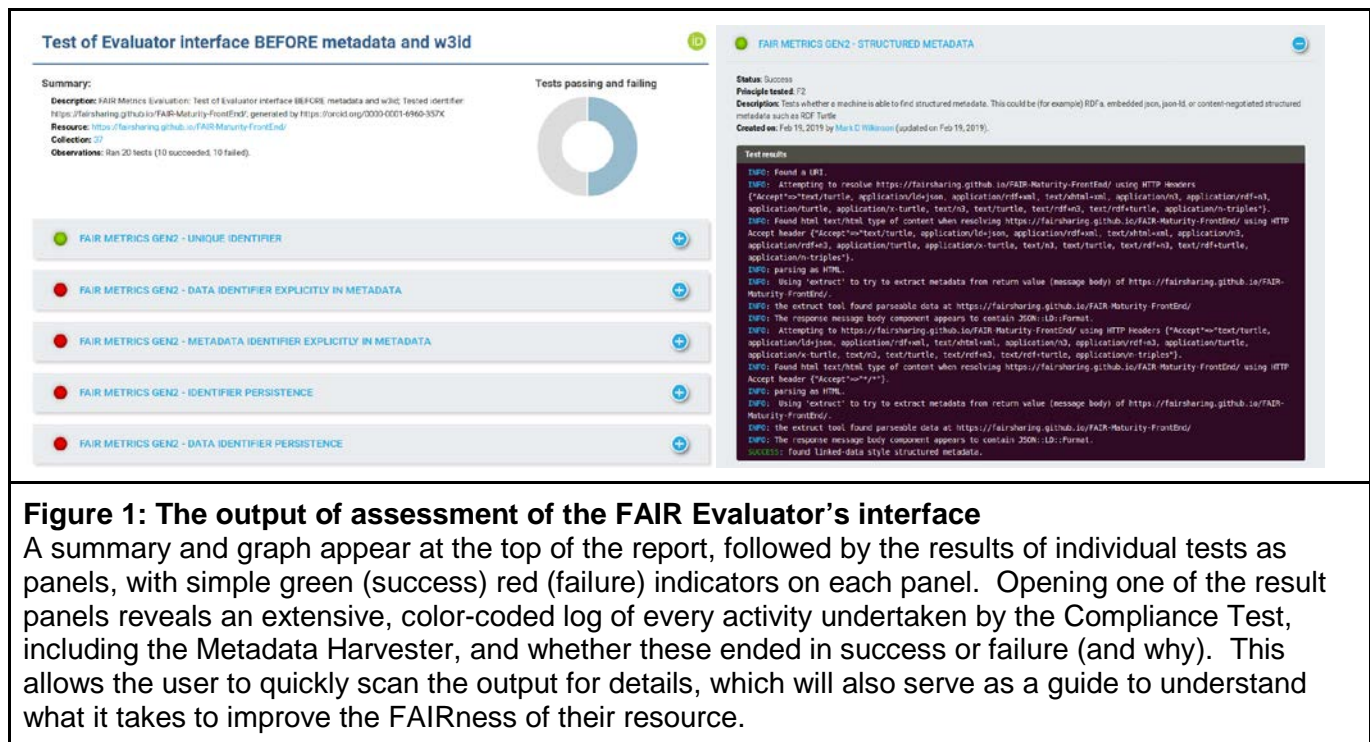 Test of Evaluator interface BEFORE metadata and w3id
iD
Summary:
Description: FAIR Metrics Evaluation: Test of Evaluator interface BEFORE metadata and w3id; Tested identifier
https://fairsharing.github.io/FAIR-Maturity-FrontEnd/; generated by https://orcid.org/0000-0001-6960-357X
Resource: https://fairsharing.github.io/FAIR-Maturity-FrontEnd/
Collection: 37
Observations: Ran 20 tests (10 succeeded, 10 failed).
Tests passing and failing
FAIR METRICS GEN2 - UNIQUE IDENTIFIER
FAIR METRICS GEN2 - DATA IDENTIFIER EXPLICITLY IN METADATA
FAIR METRICS GEN2 - METADATA IDENTIFIER EXPLICITLY IN METADATA
FAIR METRICS GEN2 - IDENTIFIER PERSISTENCE
FAIR METRICS GEN2 - DATA IDENTIFIER PERSISTENCE
FAIR METRICS GEN2 - STRUCTURED METADATA
Status: Success
Principle tested: F2
Description: Tests whether a machine is able to find structured metadata. This could be (for example) RDFa, embedded json, json-ld, or content-negotiated structured
metadata such as RDF Turtle
Created on: Feb 19, 2019 by Mark D Wilkinson (updated on Feb 19, 2019).
Test results
INFO: Found a URI.
INFO: Attempting to resolve https://fairsharing.github.io/FAIR-Maturity-FrontEnd/ using HTTP Headers
{"Accept"=>"text/turtle, application/ld+json, application/rdf+xml, text/xhtml+xml, application/n3, application/rdf+n3,
application/turtle, application/x-turtle, text/n3, text/turtle, text/rdf+n3, text/rdf+turtle, application/n-triples"}.
INFO: Found html text/html type of content when resolving https://fairsharing.github.io/FAIR-Maturity-FrontEnd/ using HTTP
Accept header {"Accept"=>"text/turtle, application/ld+json, application/rdf+xml, text/xhtml+xml, application/n3,
application/rdf+n3, application/turtle, application/x-turtle, text/n3, text/turtle, text/rdf+n3, text/rdf+turtle,
application/n-triples"}.
INFO: parsing as HTML.
INFO: Using 'extruct' to try to extract metadata from return value (message body) of https://fairsharing.github.io/FAIR-
Maturity-FrontEnd/.
INFO: the extruct tool found parseable data at https://fairsharing.github.io/FAIR-Maturity-FrontEnd/
INFO: The response message body component appears to contain JSON::LD::Format.
INFO: Attempting to https://fairsharing.github.io/FAIR-Maturity-FrontEnd/ using HTTP Headers {"Accept"=>"text/turtle,
application/ld+json, application/rdf+xml, text/xhtml+xml, application/n3, application/rdf+n3, application/turtle,
application/x-turtle, text/n3, text/turtle, text/rdf+n3, text/rdf+turtle, application/n-triples"}.
INFO: Found html text/html type of content when resolving https://fairsharing.github.io/FAIR-Maturity-FrontEnd/ using HTTP
Accept header {"Accept"=>"*/*"}.
INFO: parsing as HTML.
INFO: Using 'extruct' to try to extract metadata from return value (message body) of https://fairsharing.github.io/FAIR-
Maturity-FrontEnd/.
INFO: the extruct tool found parseable data at https://fairsharing.github.io/FAIR-Maturity-FrontEnd/
INFO: The response message body component appears to contain JSON::LD::Format.
SUCCESS: found linked-data style structured metadata.
Figure 1: The output of assessment of the FAIR Evaluator's interface
A summary and graph appear at the top of the report, followed by the results of individual tests as
panels, with simple green (success) red (failure) indicators on each panel. Opening one of the result
panels reveals an extensive, color-coded log of every activity undertaken by the Compliance Test,
including the Metadata Harvester, and whether these ended in success or failure (and why). This
allows the user to quickly scan the output for details, which will also serve as a guide to understand
what it takes to improve the FAIRness of their resource.